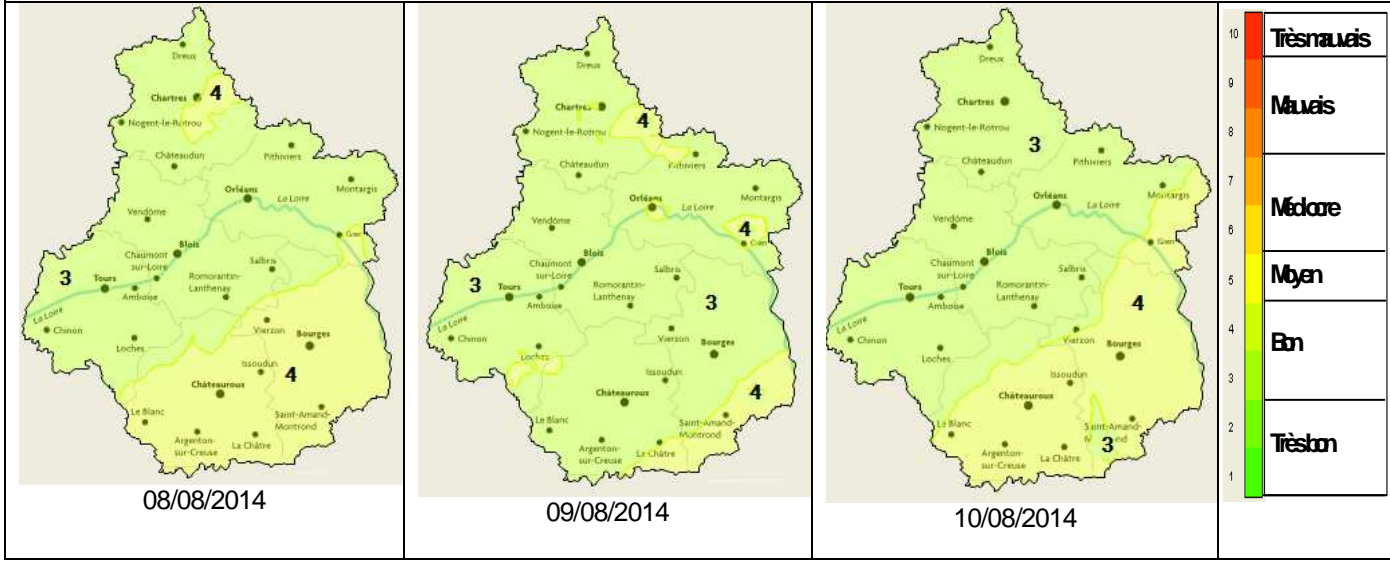 Dreux
Chartres
4
Nogent-le-Rotrou
Châteaudun
Pithiviers
Orléans
Montargis
La Loire
Vendôme
Gien
Blois
3
Chaumont
sur-Loire
Salbris
Tours
Romorantin-
Lanthenay
Amboise
La Loire
Chinon
Vierzon
Bourges
Loches
Issoudun
4
Châteauroux
Le Blanc
Saint-Amand-
Montrond
Argenton-
sur-Creuse
La Châtre
08/08/2014
Dreux
Chartres
4
Nogent-le-Rotrou
Pithiviers
Châteaudun
Montargis
Orléans
La Loire
Vendôme
4
Gien
Blois
3
Chaumont
sur-Loire
Salbris
Tours
Romorantin-
Lanthenay
3
Amboise
La Loire
Chinon
Vierzon
Bourges
Loches
Issoudun
4
Châteauroux
Le Blanc
Saint-Amand-
Montrond
Argenton-
sur-Creuse
La Châtre
09/08/2014
Dreux
Chartres
Nogent-le-Rotrou
3
Châteaudun
Pithiviers
Montargis
Orléans
La Loire
Vendôme
Gien
Blois
Chaumont
sur-Loire
Salbris
Tours
Romorantin-
Lanthenay
4
Amboise
La Loire
Chinon
Vierzon
Bourges
Loches
Issoudun
Châteauroux
Le Blanc
Saint-Amand-
3
Argenton-
sur-Creuse
La Châtre
10/08/2014
10
Très mauvais
9
Mauvais
8
7
Médiocre
6
Moyen
5
4
Bon
3
2
Très bon
1